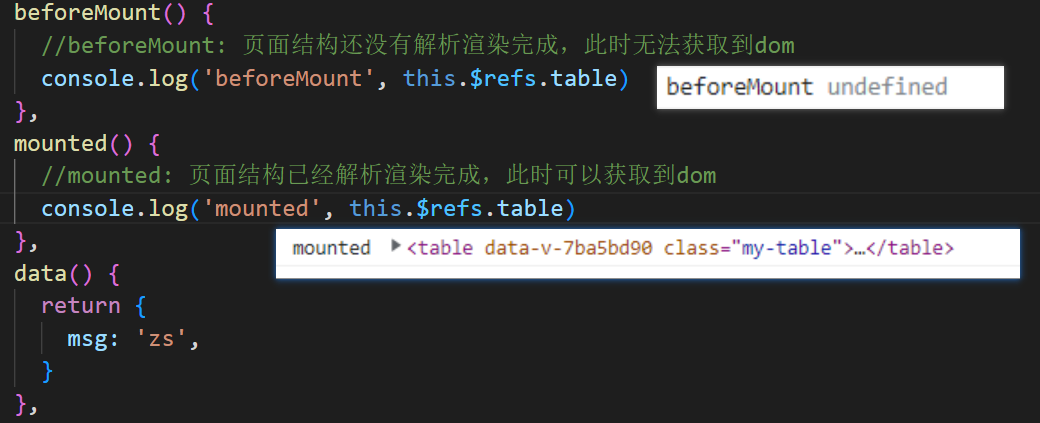 beforeMount() {
//beforeMount: 页面结构还没有解析渲染完成，此时无法获取到dom
console.log('beforeMount', this.$refs.table)
beforeMount undefined
},
mounted() {
//mounted: 页面结构已经解析渲染完成，此时可以获取到dom
console.log('mounted', this.$refs.table)
},
mounted ▶<table data-v-7ba5bd90 class="my-table">…</table>
data() {
return {
msg: 'zs',
}
},